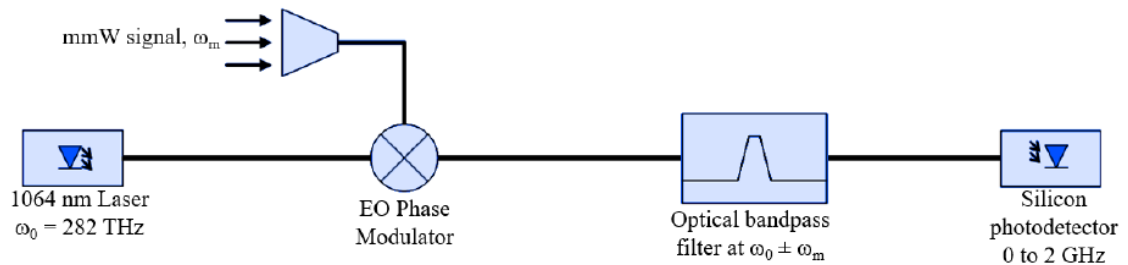 mmW signal, ωₘ
1064 nm Laser
ω₀ = 282 THz
EO Phase
Modulator
Optical bandpass
filter at ω₀ ± ωₘ
Silicon
photodetector
0 to 2 GHz